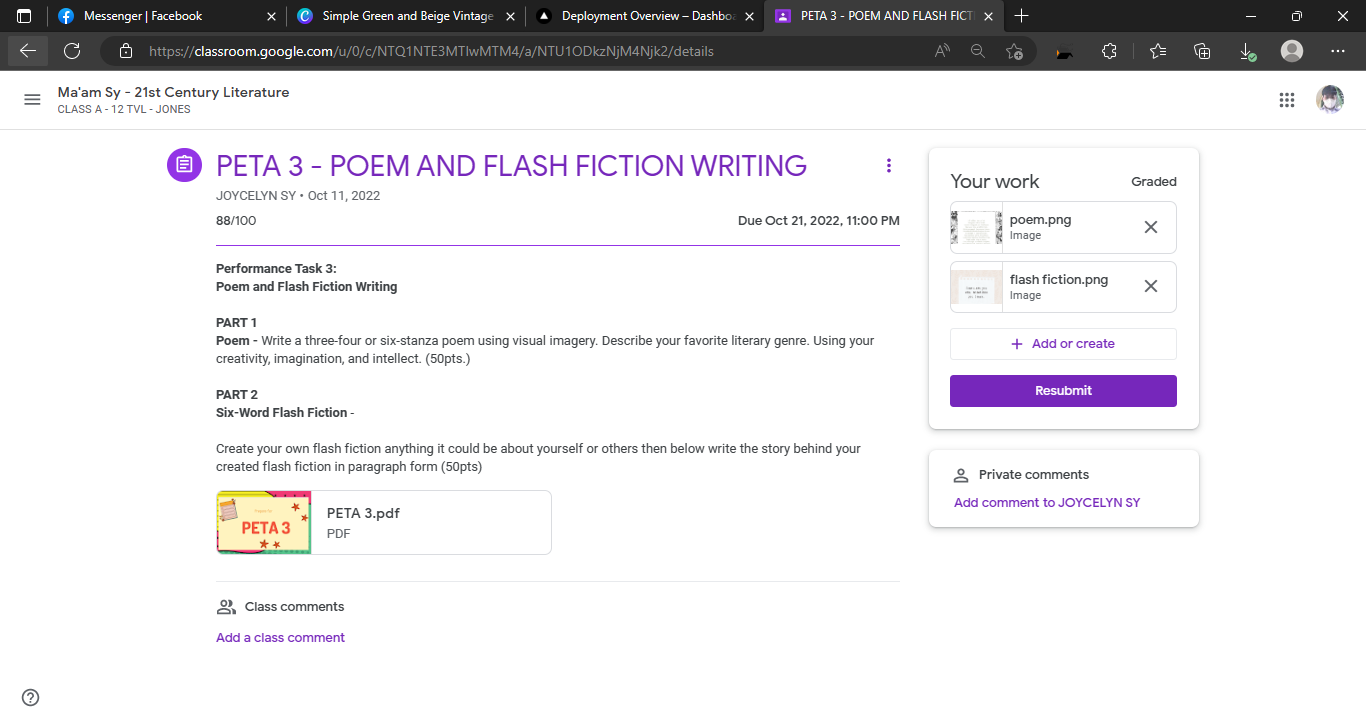 Messenger | Facebook
Simple Green and Beige Vintage
Deployment Overview – Dashboa
PETA 3 - POEM AND FLASH FICTI
https://classroom.google.com/u/0/c/NTQ1NTE3MTIwMTM4/a/NTU1ODkzNjM4Njk2/details
Ma'am Sy - 21st Century Literature
CLASS A - 12 TVL - JONES
PETA 3 - POEM AND FLASH FICTION WRITING
JOYCELYN SY • Oct 11, 2022
88/100
Due Oct 21, 2022, 11:00 PM
Performance Task 3:
Poem and Flash Fiction Writing
PART 1
Poem - Write a three-four or six-stanza poem using visual imagery. Describe your favorite literary genre. Using your
creativity, imagination, and intellect. (50pts.)
PART 2
Six-Word Flash Fiction -
Create your own flash fiction anything it could be about yourself or others then below write the story behind your
created flash fiction in paragraph form (50pts)
PETA 3
PETA 3.pdf
PDF
Class comments
Add a class comment
Your work
Graded
poem.png
Image
flash fiction.png
Image
+ Add or create
Resubmit
Private comments
Add comment to JOYCELYN SY